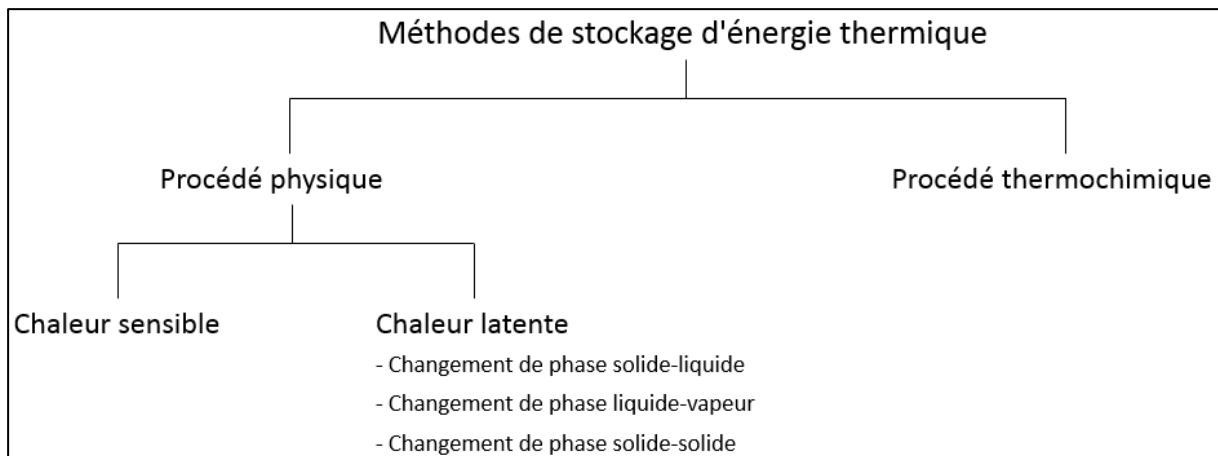 Méthodes de stockage d'énergie thermique
Procédé physique
Procédé thermochimique
Chaleur sensible
Chaleur latente
- Changement de phase solide-liquide
- Changement de phase liquide-vapeur
- Changement de phase solide-solide